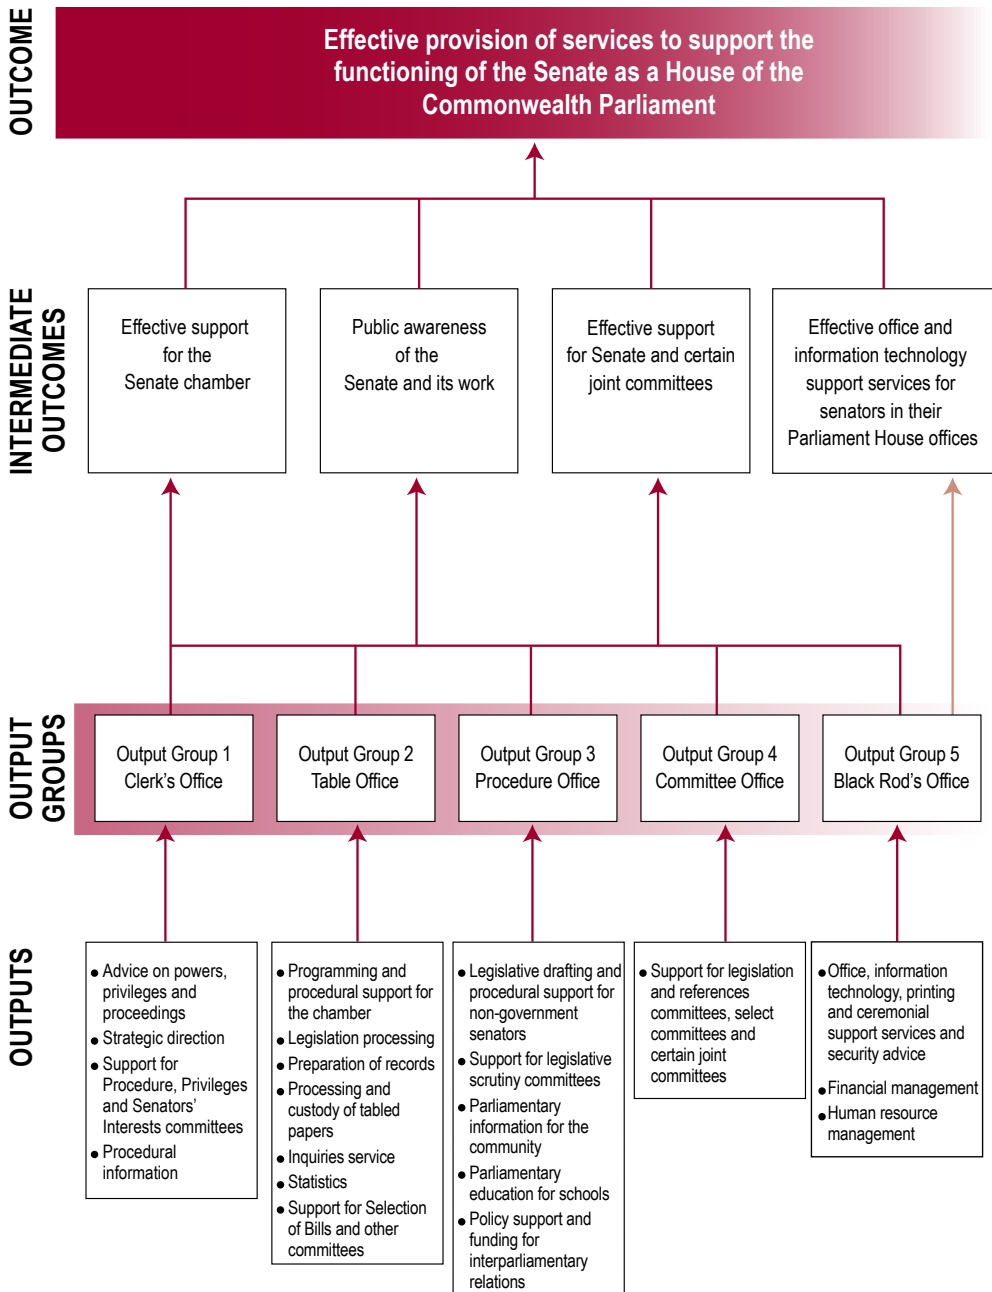 OUTCOME
Effective provision of services to support the
functioning of the Senate as a House of the
Commonwealth Parliament
INTERMEDIATE
OUTCOMES
Effective support
for the
Senate chamber
Public awareness
of the
Senate and its work
Effective support
for Senate and certain
joint committees
Effective office and
information technology
support services for
senators in their
Parliament House offices
OUTPUT
GROUPS
Output Group 1
Clerk's Office
Output Group 2
Table Office
Output Group 3
Procedure Office
Output Group 4
Committee Office
Output Group 5
Black Rod's Office
OUTPUTS
● Advice on powers,
privileges and
proceedings
● Strategic direction
● Support for
Procedure, Privileges
and Senators'
Interests committees
● Procedural
information
● Programming and
procedural support for
the chamber
● Legislation processing
● Preparation of records
● Processing and
custody of tabled
papers
● Inquiries service
● Statistics
● Support for Selection
of Bills and other
committees
● Legislative drafting and
procedural support for
non-government
senators
● Support for legislative
scrutiny committees
● Parliamentary
information for the
community
● Parliamentary
education for schools
● Policy support and
funding for
interparliamentary
relations
● Support for legislation
and references
committees, select
committees and
certain joint
committees
● Office, information
technology, printing
and ceremonial
support services and
security advice
● Financial management
● Human resource
management